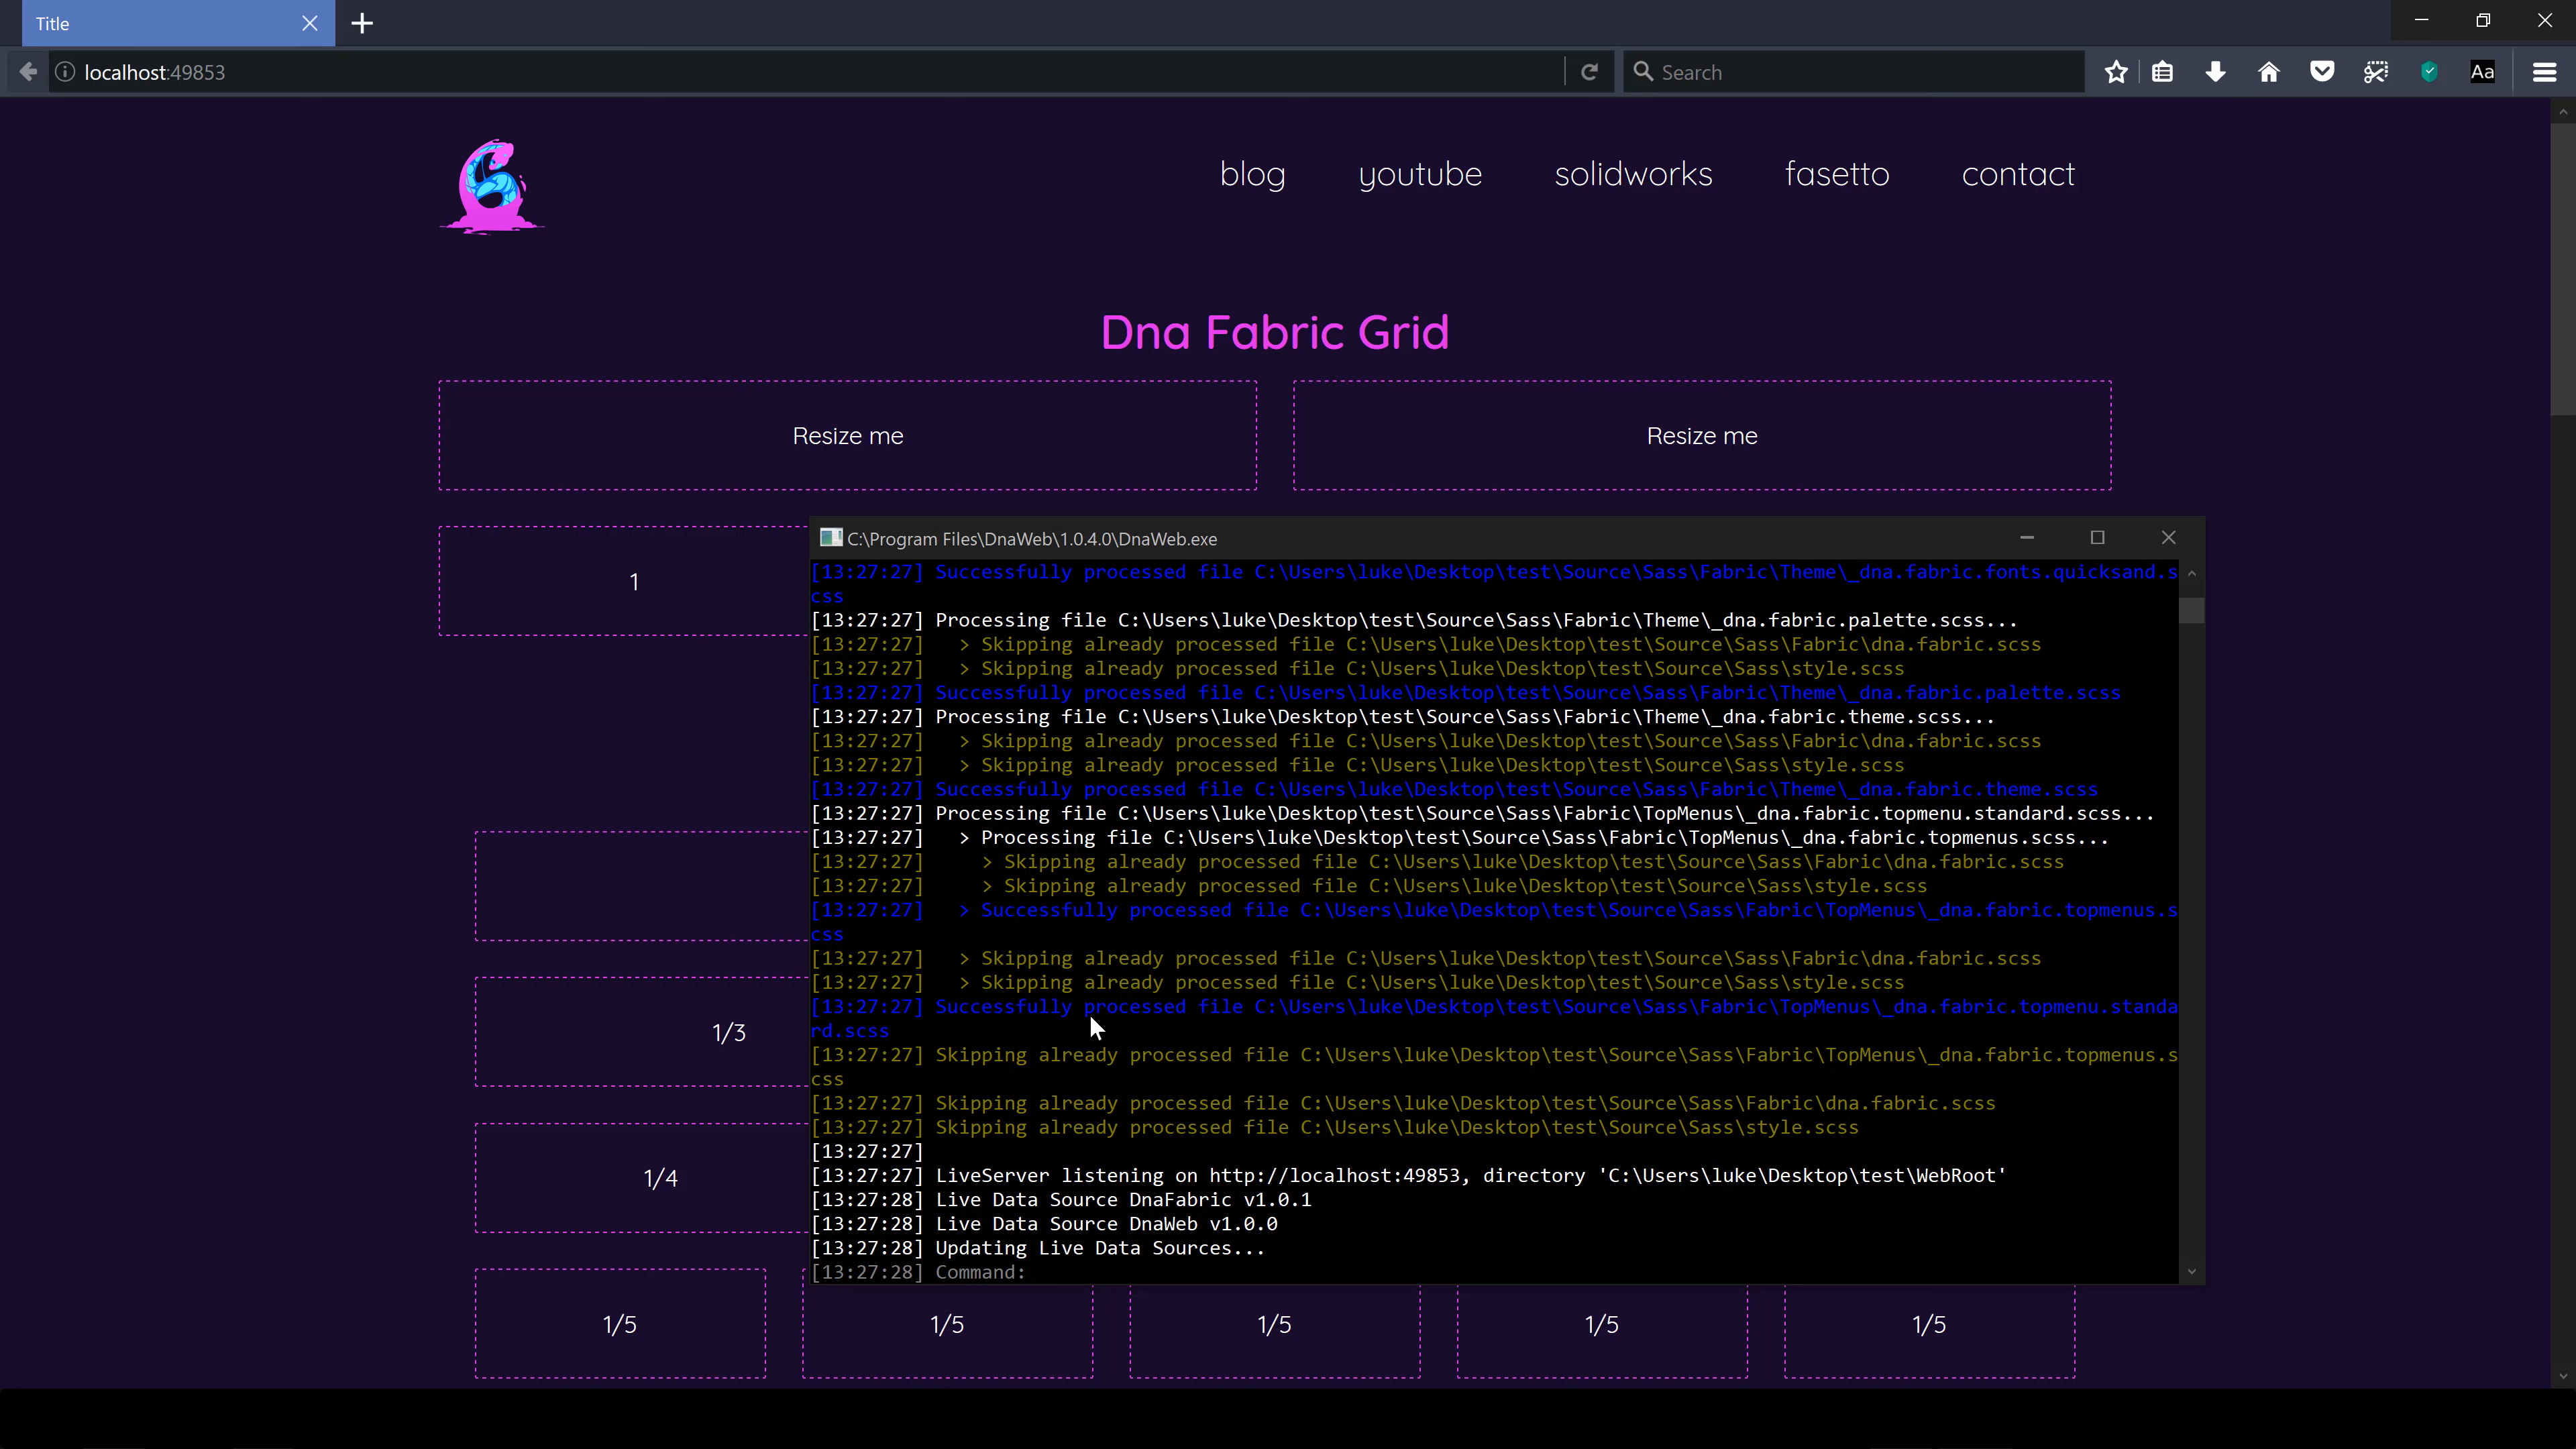 Title
localhost:49853
Search
Aa
blog youtube solidworks fasetto contact
Dna Fabric Grid
Resize me Resize me
1
C:\Program Files\DnaWeb\1.0.4.0\DnaWeb.exe
[13:27:27] Successfully processed file C:\Users\luke\Desktop\test\Source\Sass\Fabric\Theme\_dna.fabric.fonts.quicksand.s
css
[13:27:27] Processing file C:\Users\luke\Desktop\test\Source\Sass\Fabric\Theme\_dna.fabric.palette.scss...
[13:27:27]   > Skipping already processed file C:\Users\luke\Desktop\test\Source\Sass\Fabric\dna.fabric.scss
[13:27:27]   > Skipping already processed file C:\Users\luke\Desktop\test\Source\Sass\style.scss
[13:27:27] Successfully processed file C:\Users\luke\Desktop\test\Source\Sass\Fabric\Theme\_dna.fabric.palette.scss
[13:27:27] Processing file C:\Users\luke\Desktop\test\Source\Sass\Fabric\Theme\_dna.fabric.theme.scss...
[13:27:27]   > Skipping already processed file C:\Users\luke\Desktop\test\Source\Sass\Fabric\dna.fabric.scss
[13:27:27]   > Skipping already processed file C:\Users\luke\Desktop\test\Source\Sass\style.scss
[13:27:27] Successfully processed file C:\Users\luke\Desktop\test\Source\Sass\Fabric\Theme\_dna.fabric.theme.scss
[13:27:27] Processing file C:\Users\luke\Desktop\test\Source\Sass\Fabric\TopMenus\_dna.fabric.topmenu.standard.scss...
[13:27:27]   > Processing file C:\Users\luke\Desktop\test\Source\Sass\Fabric\TopMenus\_dna.fabric.topmenus.scss...
[13:27:27]     > Skipping already processed file C:\Users\luke\Desktop\test\Source\Sass\Fabric\dna.fabric.scss
[13:27:27]     > Skipping already processed file C:\Users\luke\Desktop\test\Source\Sass\style.scss
[13:27:27]   > Successfully processed file C:\Users\luke\Desktop\test\Source\Sass\Fabric\TopMenus\_dna.fabric.topmenus.s
css
[13:27:27]   > Skipping already processed file C:\Users\luke\Desktop\test\Source\Sass\Fabric\dna.fabric.scss
[13:27:27]   > Skipping already processed file C:\Users\luke\Desktop\test\Source\Sass\style.scss
[13:27:27] Successfully processed file C:\Users\luke\Desktop\test\Source\Sass\Fabric\TopMenus\_dna.fabric.topmenu.standa
rd.scss
[13:27:27] Skipping already processed file C:\Users\luke\Desktop\test\Source\Sass\Fabric\TopMenus\_dna.fabric.topmenus.s
css
[13:27:27] Skipping already processed file C:\Users\luke\Desktop\test\Source\Sass\Fabric\dna.fabric.scss
[13:27:27] Skipping already processed file C:\Users\luke\Desktop\test\Source\Sass\style.scss
[13:27:27]
[13:27:27] LiveServer listening on http://localhost:49853, directory 'C:\Users\luke\Desktop\test\WebRoot'
[13:27:28] Live Data Source DnaFabric v1.0.1
[13:27:28] Live Data Source DnaWeb v1.0.0
[13:27:28] Updating Live Data Sources...
[13:27:28] Command:
1/3
1/4
1/5 1/5 1/5 1/5 1/5